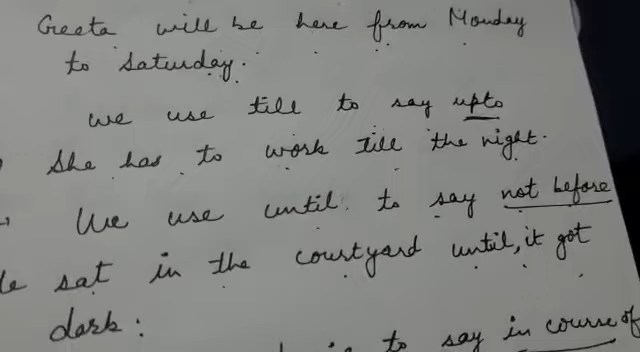 Geeta will be here from Monday
to Saturday.
We use till to say upto
She has to work till the night.
We use until to say not before
sat in the courtyard until, it got
dark:
to say in course of